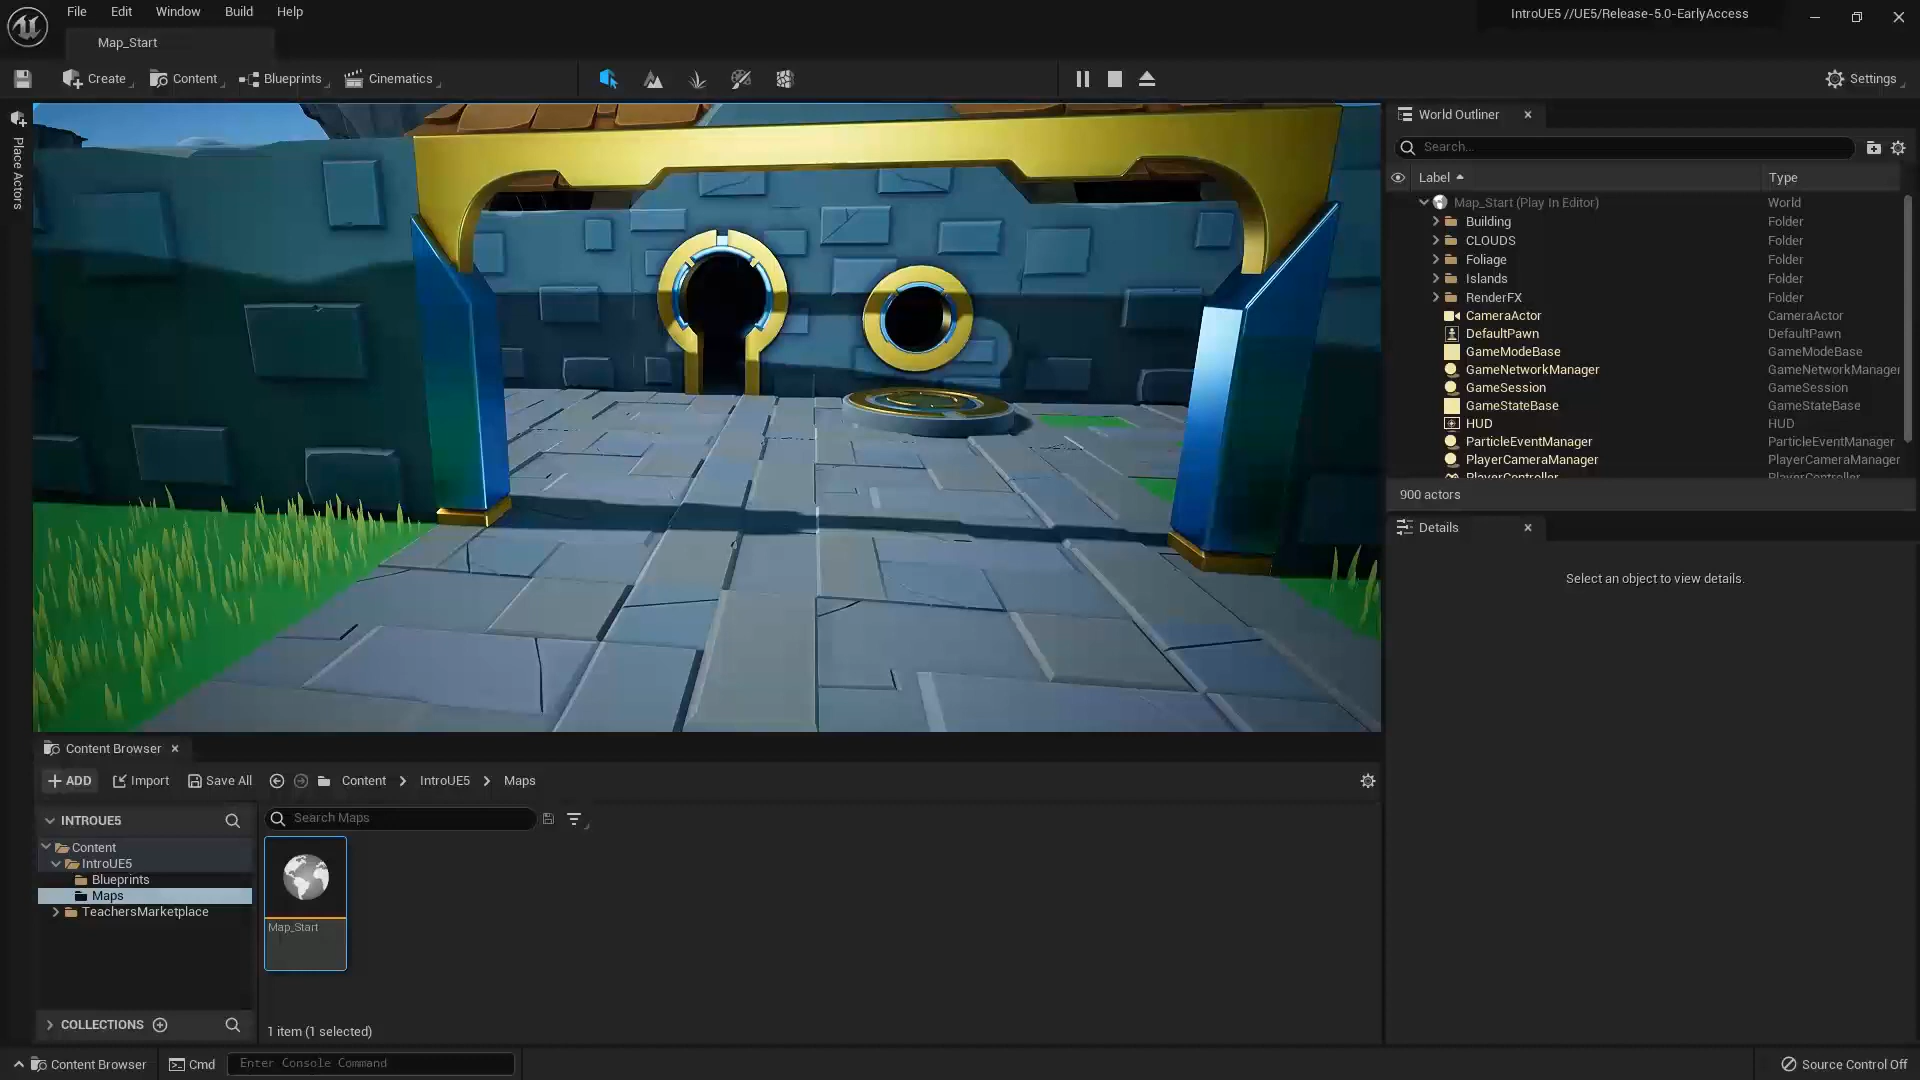 File Edit Window Build Help
IntroUE5 //UE5/Release-5.0-EarlyAccess
Map_Start
Create
Content
Blueprints
Cinematics
Settings
Place Actors
World Outliner
Search...
Label Type
Map_Start (Play In Editor) World
Building Folder
CLOUDS Folder
Foliage Folder
Islands Folder
RenderFX Folder
CameraActor CameraActor
DefaultPawn DefaultPawn
GameModeBase GameModeBase
GameNetworkManager GameNetworkManager
GameSession GameSession
GameStateBase GameStateBase
HUD HUD
ParticleEventManager ParticleEventManager
PlayerCameraManager PlayerCameraManager
PlayerController PlayerController
900 actors
Details
Select an object to view details.
Content Browser
ADD Import Save All Content IntroUE5 Maps
INTROUE5
Search Maps
Content
IntroUE5
Blueprints
Maps
TeachersMarketplace
Map_Start
COLLECTIONS
1 item (1 selected)
Content Browser Cmd Enter Console Command
Source Control Off